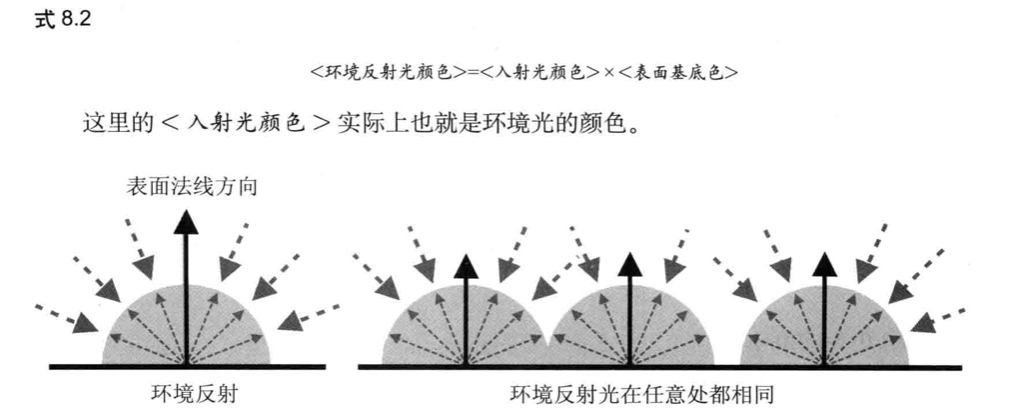 式 8.2
<环境反射光颜色>=<入射光颜色>×<表面基底色>
这里的 < 入射光颜色 > 实际上也就是环境光的颜色。
表面法线方向
环境反射
环境反射光在任意处都相同